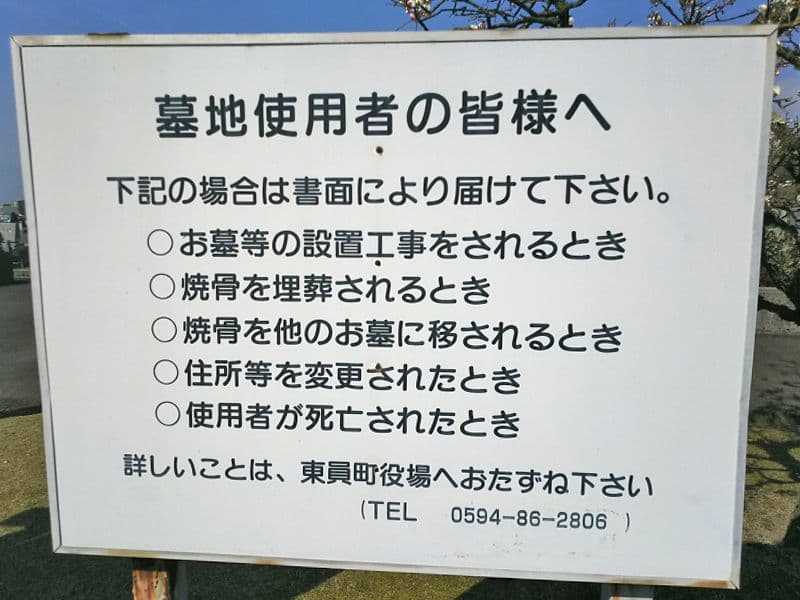 墓地使用者の皆様へ
下記の場合は書面により届けて下さい。
○お墓等の設置工事をされるとき
○焼骨を埋葬されるとき
○焼骨を他のお墓に移されるとき
○住所等を変更されたとき
○使用者が死亡されたとき
詳しいことは、東員町役場へおたずね下さい
(TEL 0594-86-2806 )